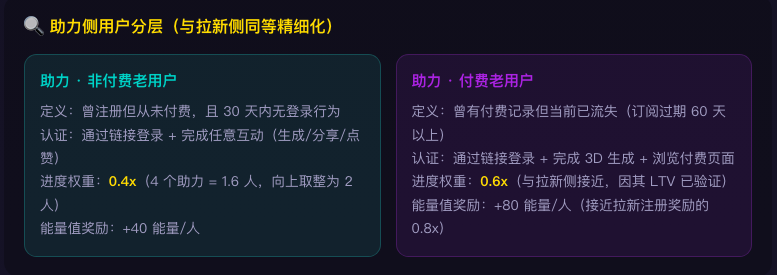 🔍 助力侧用户分层（与拉新侧同等精细化）
助力 · 非付费老用户
定义：曾注册但从未付费，且 30 天内无登录行为
认证：通过链接登录 + 完成任意互动（生成/分享/点
赞）
进度权重：0.4x（4 个助力 = 1.6 人，向上取整为 2
人）
能量值奖励：+40 能量/人
助力 · 付费老用户
定义：曾有付费记录但当前已流失（订阅过期 60 天
以上）
认证：通过链接登录 + 完成 3D 生成 + 浏览付费页面
进度权重：0.6x（与拉新侧接近，因其 LTV 已验证）
能量值奖励：+80 能量/人（接近拉新注册奖励的
0.8x）